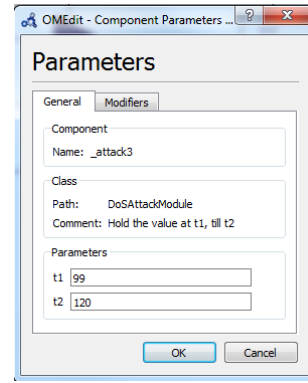 OMEdit - Component Parameters ...
Parameters
General Modifiers
Component
Name: _attack3
Class
Path: DoSAttackModule
Comment: Hold the value at t1, till t2
Parameters
t1 99
t2 120
OK Cancel